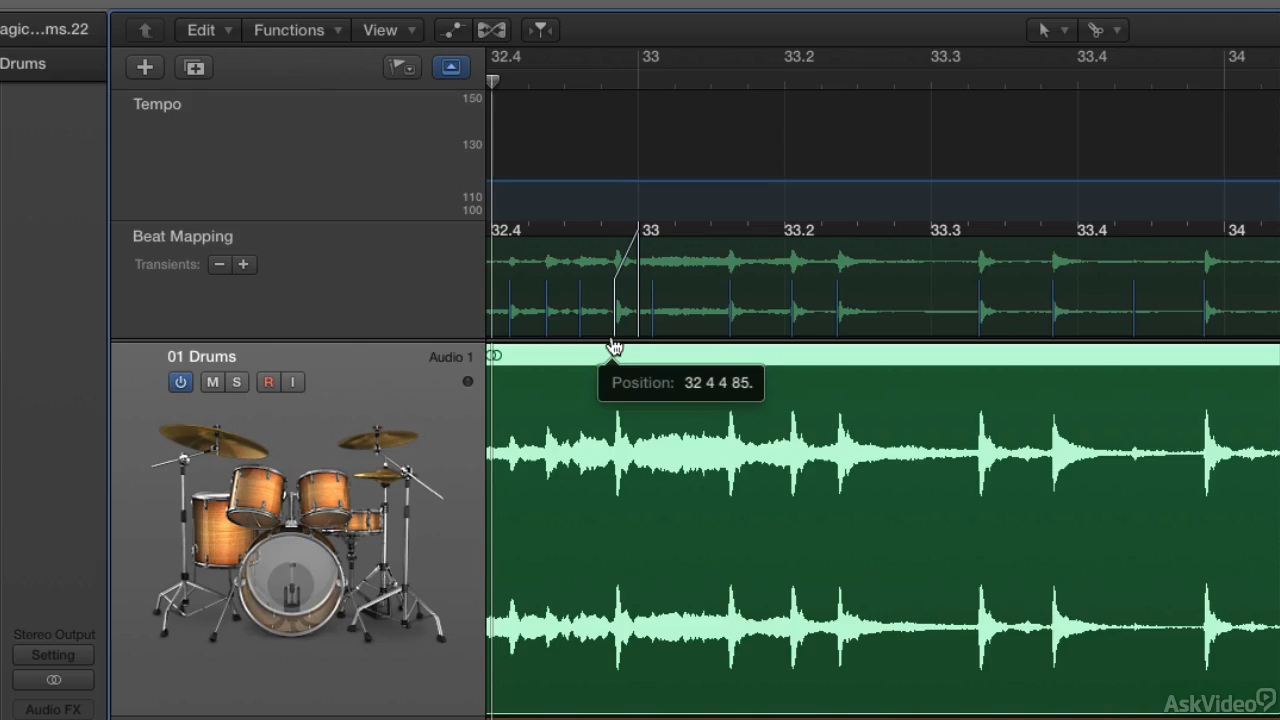 agic...ms.22
Edit Functions View
32.4 33 33.2 33.3 33.4 34
Drums
Tempo
150
130
110
100
Beat Mapping
32.4 33 33.2 33.3 33.4 34
Transients: − +
01 Drums Audio 1
M S R I
Position: 32 4 4 85.
Stereo Output
Setting
Audio FX
AskVideo